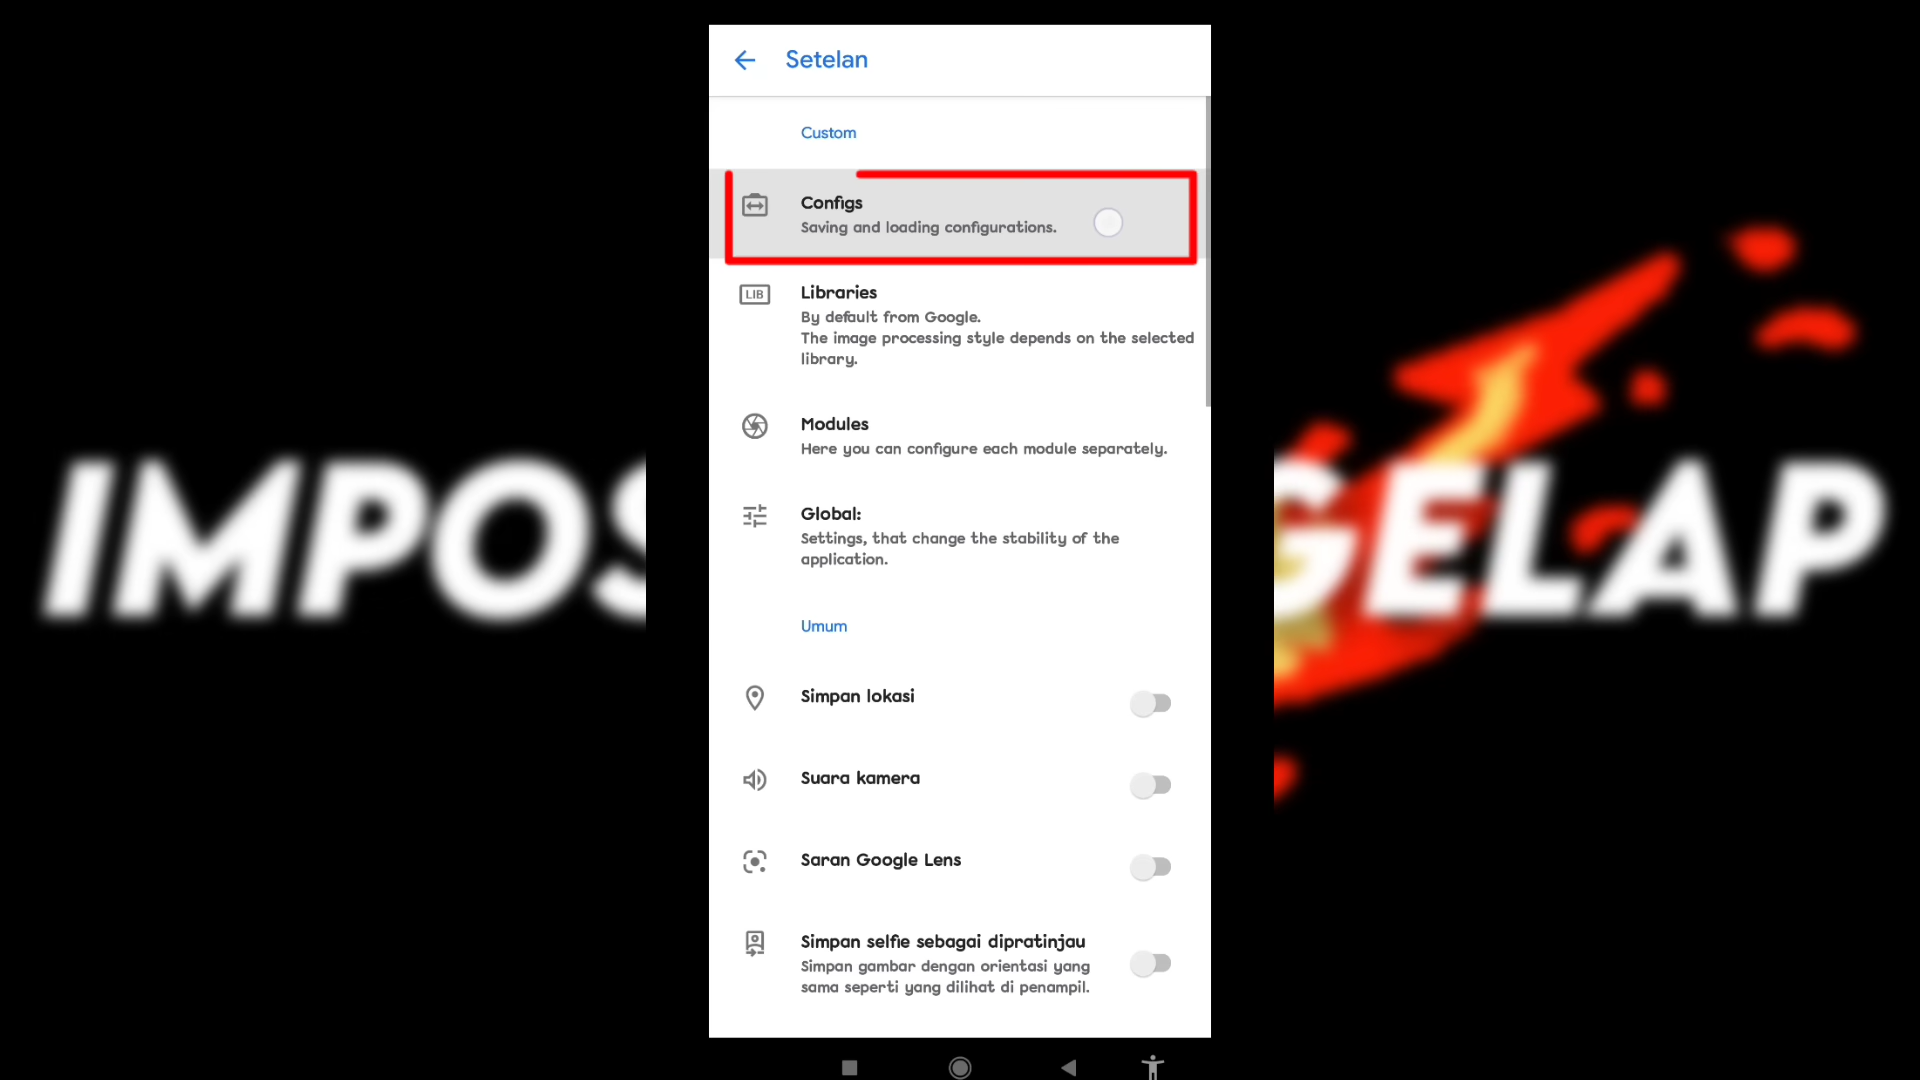 Setelan
Custom
Configs
Saving and loading configurations.
LIB
Libraries
By default from Google.
The image processing style depends on the selected
library.
Modules
Here you can configure each module separately.
Global:
Settings, that change the stability of the
application.
IMPOS
GELAP
Umum
Simpan lokasi
Suara kamera
Saran Google Lens
Simpan selfie sebagai dipratinjau
Simpan gambar dengan orientasi yang
sama seperti yang dilihat di penampil.